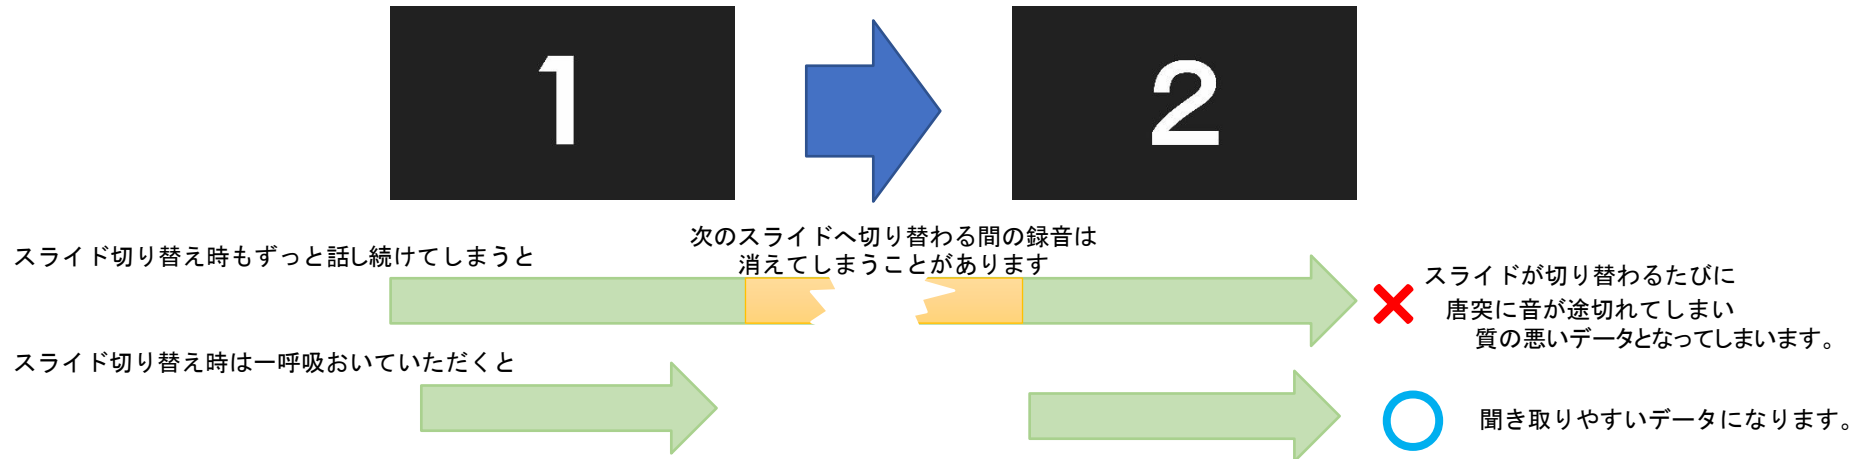 1
2
スライド切り替え時もずっと話し続けてしまうと
次のスライドへ切り替わる間の録音は
消えてしまうことがあります
スライドが切り替わるたびに
唐突に音が途切れてしまい
質の悪いデータとなってしまいます。
スライド切り替え時は一呼吸おいていただくと
聞き取りやすいデータになります。